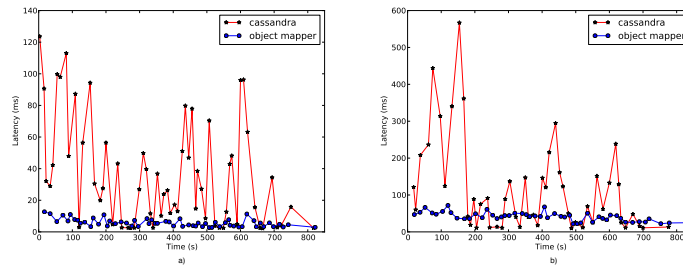 140
120
100
80
60
40
20
0
Latency (ms)
cassandra
object mapper
0 100 200 300 400 500 600 700 800
Time (s)
a)
600
500
400
300
200
100
0
Latency (ms)
cassandra
object mapper
0 100 200 300 400 500 600 700 800
Time (s)
b)